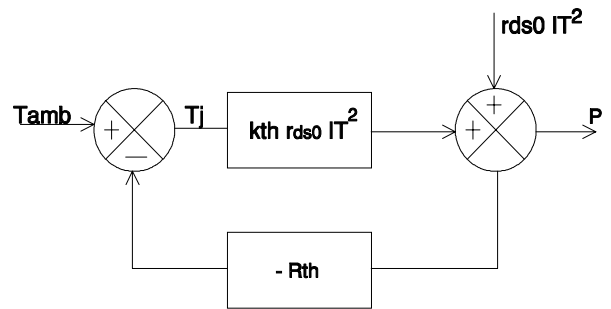 rds0 IT²
Tamb
+
−
Tj
kth rds0 IT²
+
+
P
- Rth